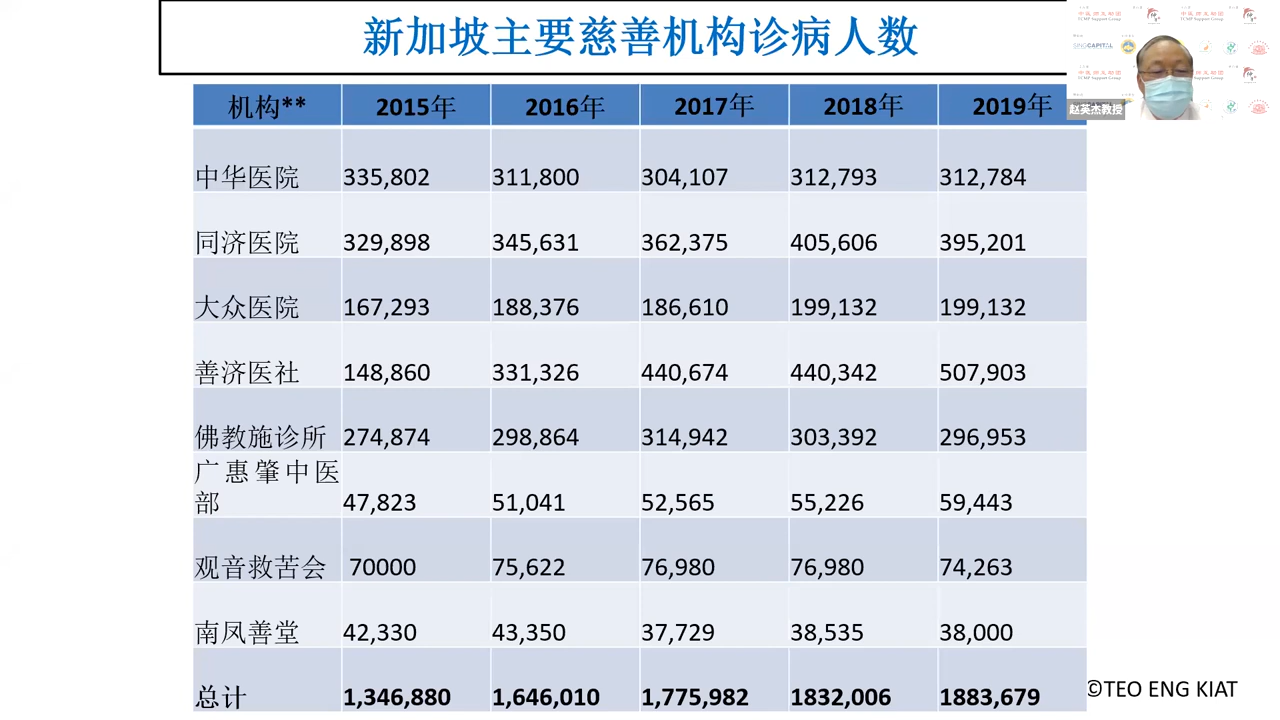 新加坡主要慈善机构诊病人数
机构** 2015年 2016年 2017年 2018年 2019年
中华医院 335,802 311,800 304,107 312,793 312,784
同济医院 329,898 345,631 362,375 405,606 395,201
大众医院 167,293 188,376 186,610 199,132 199,132
善济医社 148,860 331,326 440,674 440,342 507,903
佛教施诊所 274,874 298,864 314,942 303,392 296,953
广惠肇中医
部 47,823 51,041 52,565 55,226 59,443
观音救苦会 70000 75,622 76,980 76,980 74,263
南凤善堂 42,330 43,350 37,729 38,535 38,000
总计 1,346,880 1,646,010 1,775,982 1832,006 1883,679
©TEO ENG KIAT
赵英杰教授
中医师互助团
TCMP Support Group